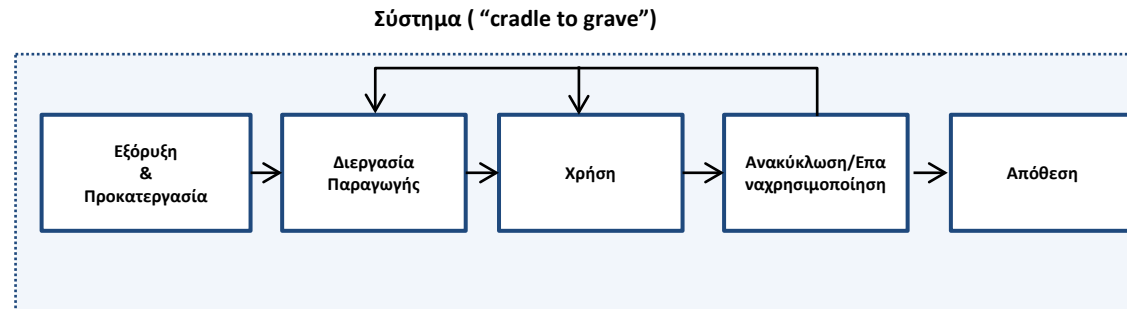 Σύστημα ( “cradle to grave”)
Εξόρυξη
&
Προκατεργασία
Διεργασία
Παραγωγής
Χρήση
Ανακύκλωση/Επα
ναχρησιμοποίηση
Απόθεση